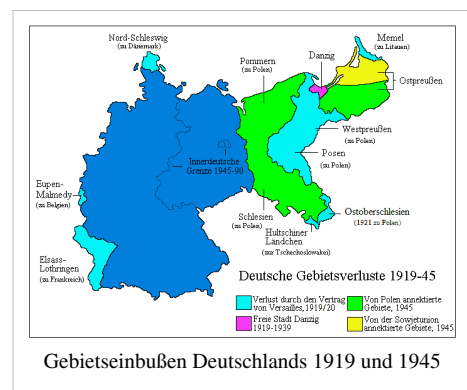 Nord-Schleswig
(zu Dänemark)
Memel
(zu Litauen)
Danzig
Pommern
(zu Polen)
Ostpreußen
Westpreußen
(zu Polen)
Posen
(zu Polen)
Innerdeutsche
Grenze 1945-90
Eupen-
Malmedy
(zu Belgien)
Schlesien
(zu Polen)
Ostoberschlesien
(1921 zu Polen)
Hultschiner
Ländchen
(zur Tschechoslowakei)
Elsass-
Lothringen
(zu Frankreich)
Deutsche Gebietsverluste 1919-45
Verlust durch den Vertrag
von Versailles, 1919/20
Von Polen annektierte
Gebiete, 1945
Freie Stadt Danzig
1919-1939
Von der Sowjetunion
annektierte Gebiete, 1945
Gebietseinbußen Deutschlands 1919 und 1945